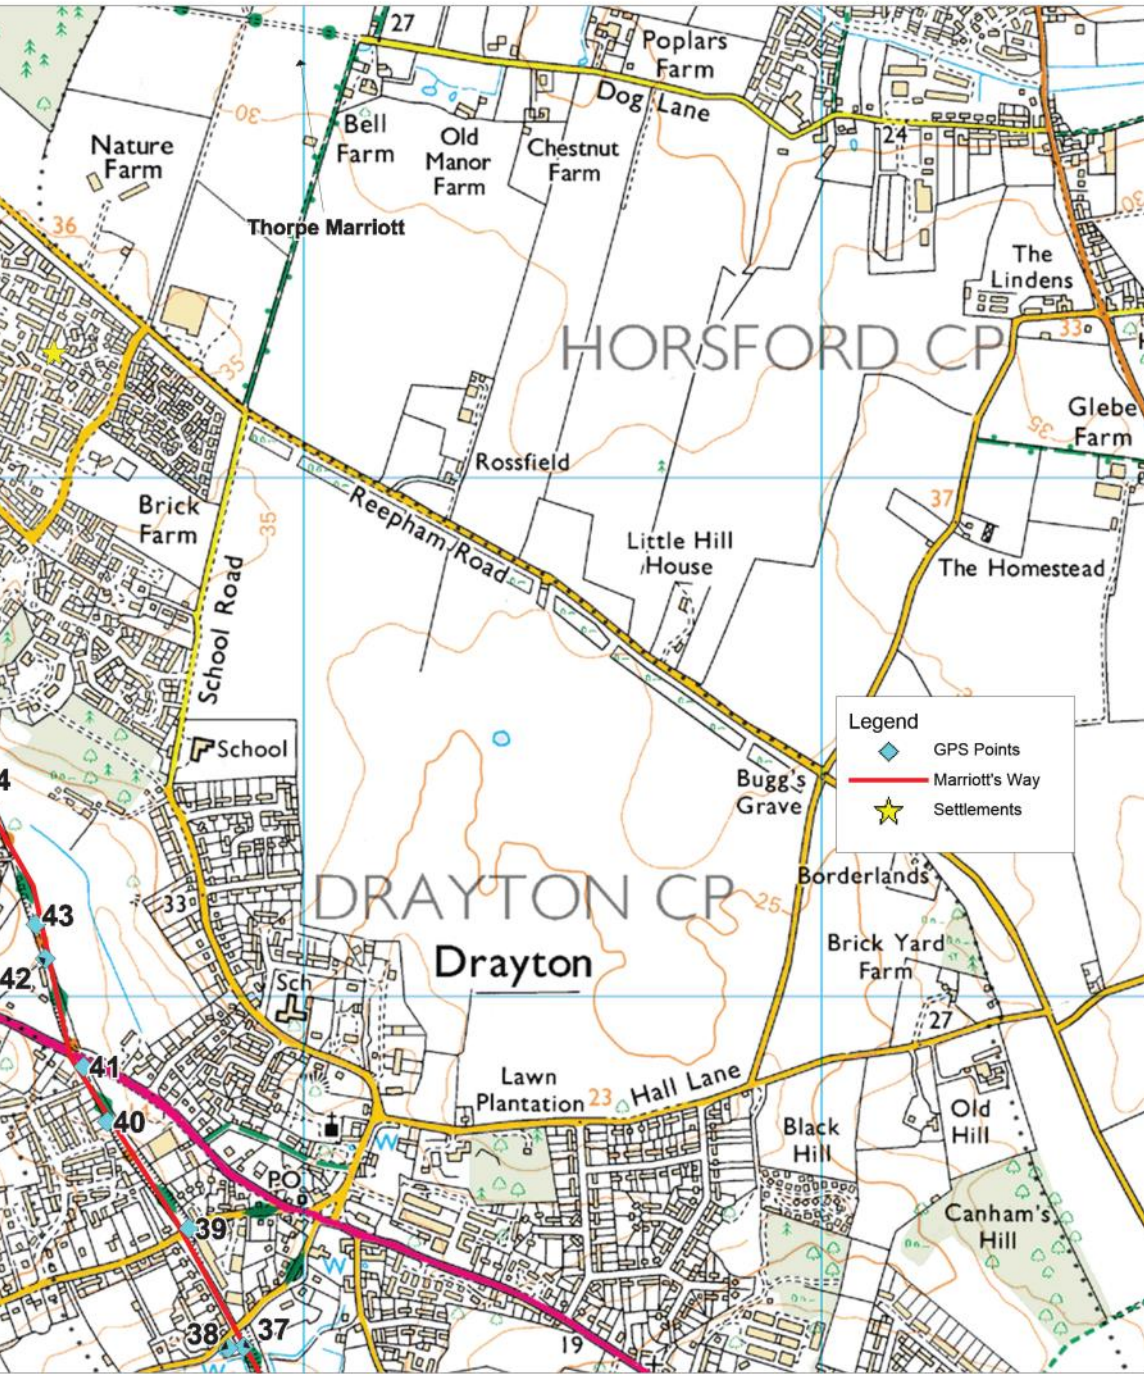 27
Poplars
Farm
Dog Lane
30
Bell
Farm
Old
Manor
Farm
Chestnut
Farm
24
Nature
Farm
Thorpe Marriott
36
30
The
Lindens
33
HORSFORD CP
35
Glebe
Farm
35
H
Rossfield
37
Brick
Farm
35
Reepham Road
Little Hill
House
The Homestead
School Road
Legend
GPS Points
Marriott's Way
Settlements
School
4
Bugg's
Grave
Borderlands
33
DRAYTON CP
25
43
Drayton
Brick Yard
Farm
42
Sch
27
41
Lawn
Plantation
23
Hall Lane
40
Old
Hill
Black
Hill
W
PO
39
Canham's
Hill
W
38
37
19
W